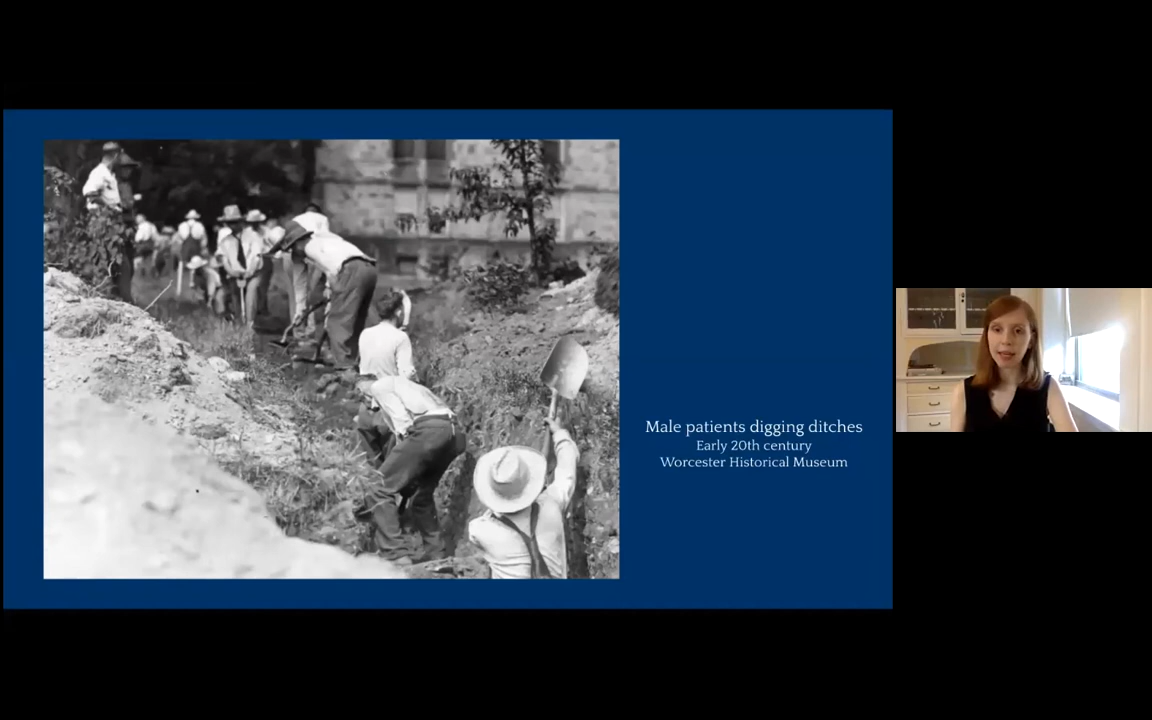 Male patients digging ditches
Early 20th century
Worcester Historical Museum